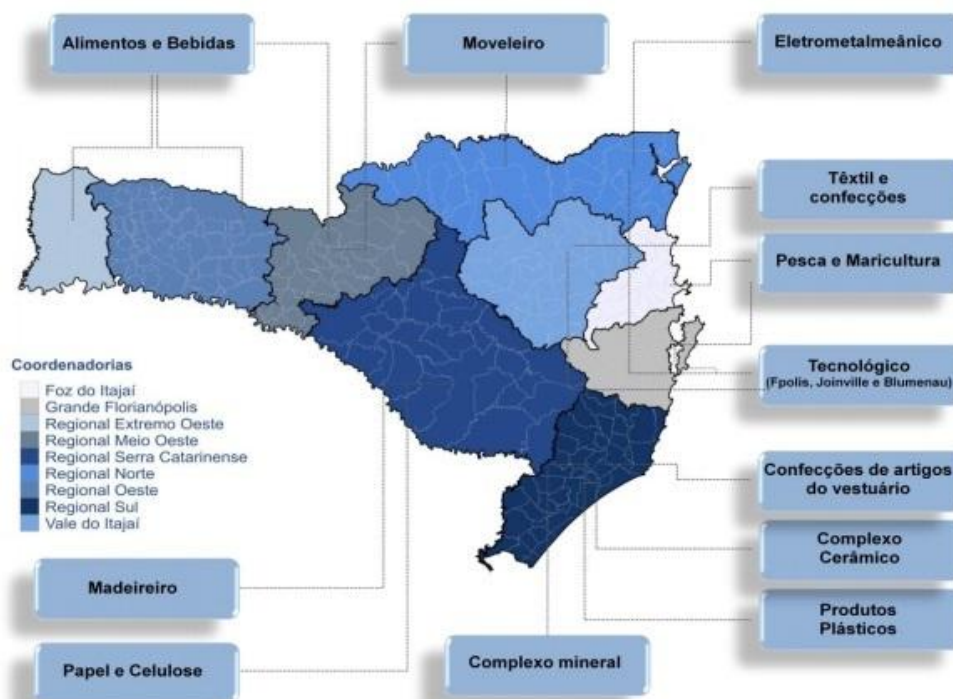 Alimentos e Bebidas
Moveleiro
Eletrometalmeânico
Têxtil e
confecções
Pesca e Maricultura
Tecnológico
(Fpolis, Joinville e Blumenau)
Coordenadorias
Foz do Itajaí
Grande Florianópolis
Regional Extremo Oeste
Regional Meio Oeste
Regional Serra Catarinense
Regional Norte
Regional Oeste
Regional Sul
Vale do Itajaí
Confecções de artigos
do vestuário
Complexo
Cerâmico
Produtos
Plásticos
Madeireiro
Papel e Celulose
Complexo mineral